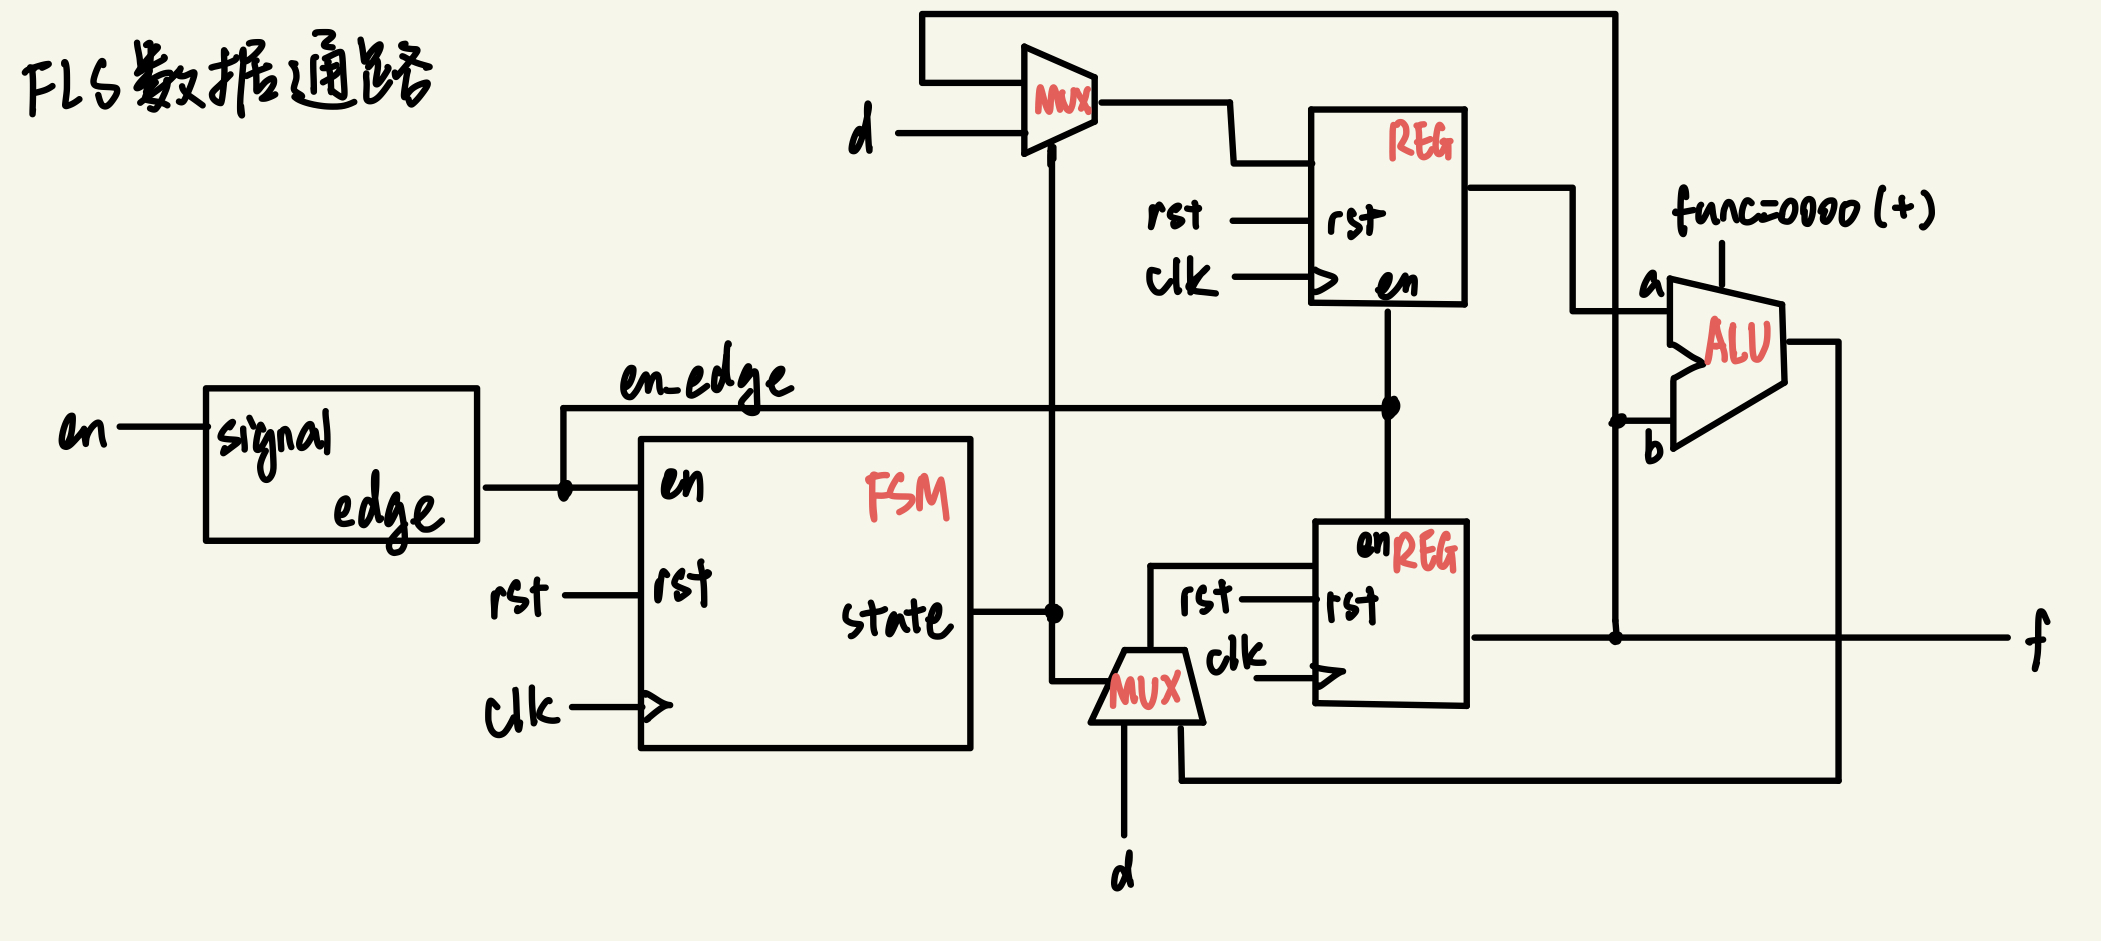 FLS数据通路
d
MUX
REG
rst
rst
clk
en
func=0000 (+)
a
ALU
b
en
signal
edge
en_edge
en
FSM
rst
rst
state
clk
en
REG
rst
rst
clk
MUX
f
d